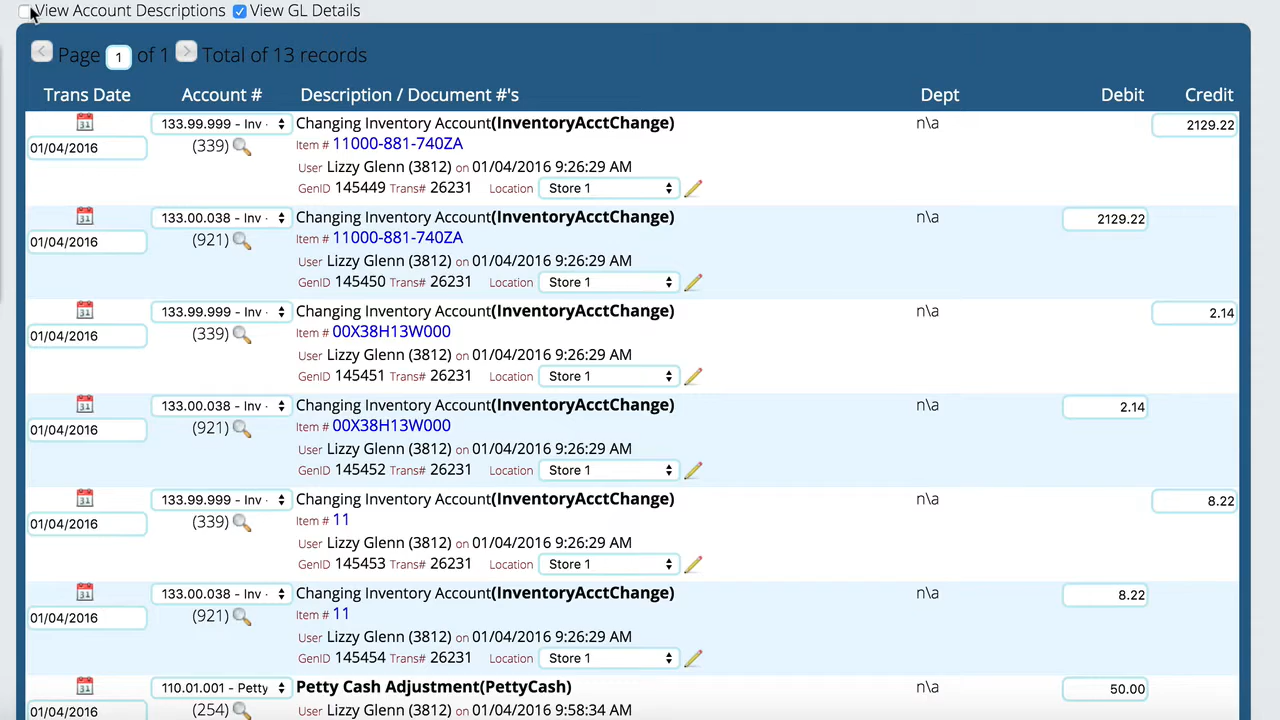 View Account Descriptions View GL Details
< Page 1 of 1 > Total of 13 records
Trans Date Account # Description / Document #'s Dept Debit Credit
31 133.99.999 - Inv - Changing Inventory Account(InventoryAcctChange) n\a 2129.22
01/04/2016 (339) Item # 11000-881-740ZA
User Lizzy Glenn (3812) on 01/04/2016 9:26:29 AM
GenID 145449 Trans# 26231 Location Store 1
31 133.00.038 - Inv - Changing Inventory Account(InventoryAcctChange) n\a 2129.22
01/04/2016 (921) Item # 11000-881-740ZA
User Lizzy Glenn (3812) on 01/04/2016 9:26:29 AM
GenID 145450 Trans# 26231 Location Store 1
31 133.99.999 - Inv - Changing Inventory Account(InventoryAcctChange) n\a 2.14
01/04/2016 (339) Item # 00X38H13W000
User Lizzy Glenn (3812) on 01/04/2016 9:26:29 AM
GenID 145451 Trans# 26231 Location Store 1
31 133.00.038 - Inv - Changing Inventory Account(InventoryAcctChange) n\a 2.14
01/04/2016 (921) Item # 00X38H13W000
User Lizzy Glenn (3812) on 01/04/2016 9:26:29 AM
GenID 145452 Trans# 26231 Location Store 1
31 133.99.999 - Inv - Changing Inventory Account(InventoryAcctChange) n\a 8.22
01/04/2016 (339) Item # 11
User Lizzy Glenn (3812) on 01/04/2016 9:26:29 AM
GenID 145453 Trans# 26231 Location Store 1
31 133.00.038 - Inv - Changing Inventory Account(InventoryAcctChange) n\a 8.22
01/04/2016 (921) Item # 11
User Lizzy Glenn (3812) on 01/04/2016 9:26:29 AM
GenID 145454 Trans# 26231 Location Store 1
31 110.01.001 - Petty Petty Cash Adjustment(PettyCash) n\a 50.00
01/04/2016 (254) User Lizzy Glenn (3812) on 01/04/2016 9:58:34 AM